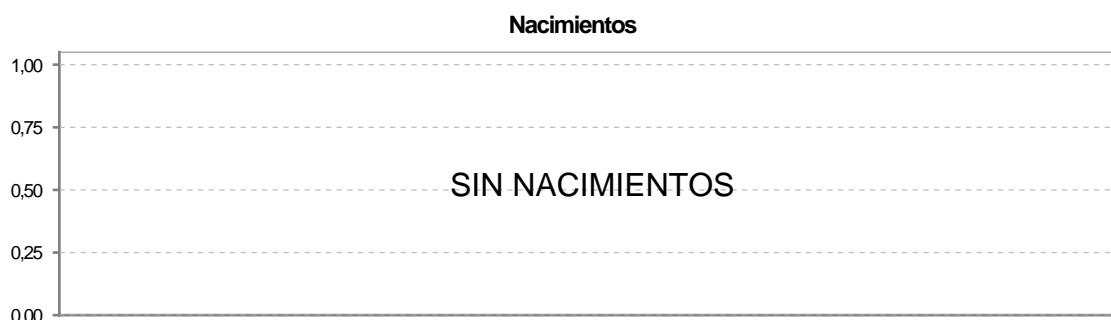 Nacimientos
1,00
0,75
SIN NACIMIENTOS
0,50
0,25
0,00